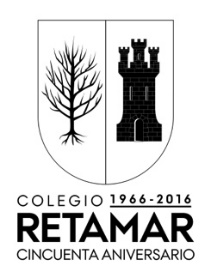 COLEGIO 1966-2016
RETAMAR
CINCUENTA ANIVERSARIO